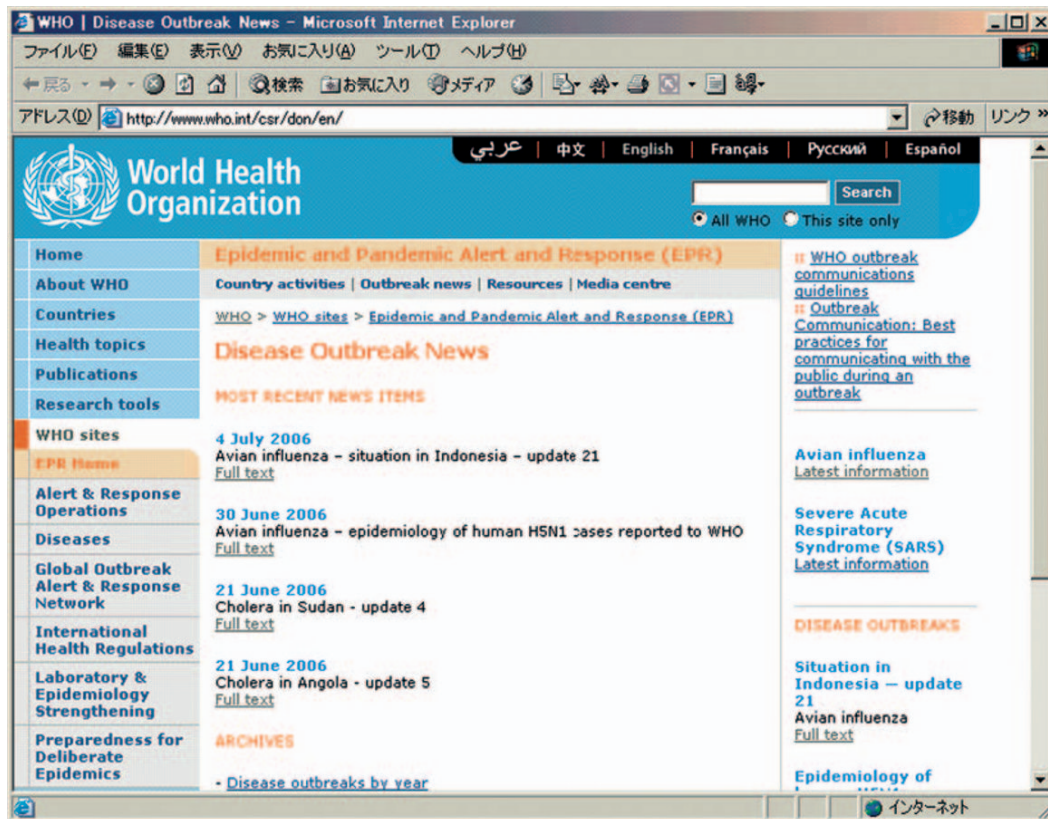 WHO | Disease Outbreak News - Microsoft Internet Explorer
ファイル(F) 編集(E) 表示(V) お気に入り(A) ツール(T) ヘルプ(H)
戻る 検索 お気に入り メディア
アドレス(D) http://www.who.int/csr/don/en/ 移動 リンク »
عربي | 中文 | English | Français | Русский | Español
World Health
Organization
Search
All WHO This site only
Home
About WHO
Countries
Health topics
Publications
Research tools
WHO sites
EPR Home
Alert & Response
Operations
Diseases
Global Outbreak
Alert & Response
Network
International
Health Regulations
Laboratory &
Epidemiology
Strengthening
Preparedness for
Deliberate
Epidemics
Epidemic and Pandemic Alert and Response (EPR)
Country activities | Outbreak news | Resources | Media centre
WHO > WHO sites > Epidemic and Pandemic Alert and Response (EPR)
Disease Outbreak News
MOST RECENT NEWS ITEMS
4 July 2006
Avian influenza – situation in Indonesia – update 21
Full text
30 June 2006
Avian influenza – epidemiology of human H5N1 cases reported to WHO
Full text
21 June 2006
Cholera in Sudan - update 4
Full text
21 June 2006
Cholera in Angola - update 5
Full text
ARCHIVES
- Disease outbreaks by year
WHO outbreak
communications
guidelines
Outbreak
Communication: Best
practices for
communicating with the
public during an
outbreak
Avian influenza
Latest information
Severe Acute
Respiratory
Syndrome (SARS)
Latest information
DISEASE OUTBREAKS
Situation in
Indonesia — update
21
Avian influenza
Full text
Epidemiology of
インターネット